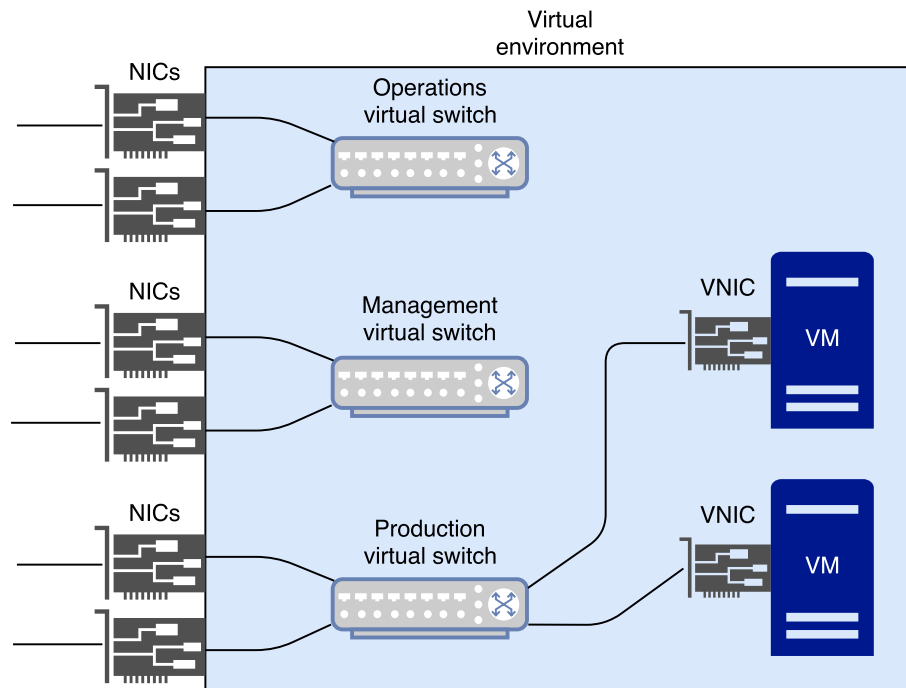 Virtual
environment
NICs
Operations
virtual switch
NICs
Management
virtual switch
VNIC
VM
NICs
Production
virtual switch
VNIC
VM